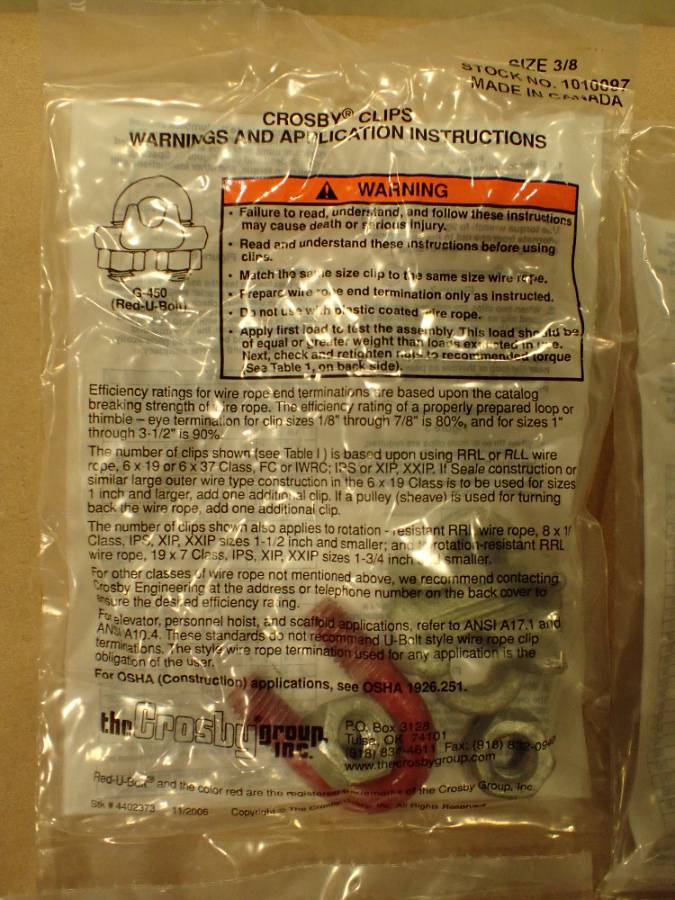 SIZE 3/8
STOCK NO. 1010097
MADE IN CANADA
CROSBY® CLIPS
WARNINGS AND APPLICATION INSTRUCTIONS
WARNING
G-450
(Red-U-Bolt)
• Failure to read, understand, and follow these instructions
may cause death or serious injury.
• Read and understand these instructions before using
clips.
• Match the same size clip to the same size wire rope.
• Prepare wire rope end termination only as instructed.
• Do not use with plastic coated wire rope.
• Apply first load to test the assembly. This load should be
of equal or greater weight than loads expected in use.
Next, check and retighten nuts to recommended torque
(See Table 1, on back side).
Efficiency ratings for wire rope end terminations are based upon the catalog
breaking strength of wire rope. The efficiency rating of a properly prepared loop or
thimble – eye termination for clip sizes 1/8" through 7/8" is 80%, and for sizes 1"
through 3-1/2" is 90%.
The number of clips shown (see Table I ) is based upon using RRL or RLL wire
rope, 6 x 19 or 6 x 37 Class, FC or IWRC; IPS or XIP, XXIP. If Seale construction or
similar large outer wire type construction in the 6 x 19 Class is to be used for sizes
1 inch and larger, add one additional clip. If a pulley (sheave) is used for turning
back the wire rope, add one additional clip.
The number of clips shown also applies to rotation - resistant RRL wire rope, 8 x 1
Class, IPS, XIP, XXIP sizes 1-1/2 inch and smaller; and to rotation-resistant RRL
wire rope, 19 x 7 Class, IPS, XIP, XXIP sizes 1-3/4 inch and smaller.
For other classes of wire rope not mentioned above, we recommend contacting
Crosby Engineering at the address or telephone number on the back cover to
ensure the desired efficiency rating.
For elevator, personnel hoist, and scaffold applications, refer to ANSI A17.1 and
ANSI A10.4. These standards do not recommend U-Bolt style wire rope clip
terminations. The style wire rope termination used for any application is the
obligation of the user.
For OSHA (Construction) applications, see OSHA 1926.251.
the Crosby group, INC.
P.O. Box 3128
Tulsa, OK 74101
(918) 834-4611 Fax: (918) 832-0940
www.thecrosbygroup.com
Red-U-Bolt® and the color red are the registered trademarks of the Crosby Group, Inc.
Stk # 4402373 11/2006 Copyright © The Crosby Group, Inc. All Rights Reserved